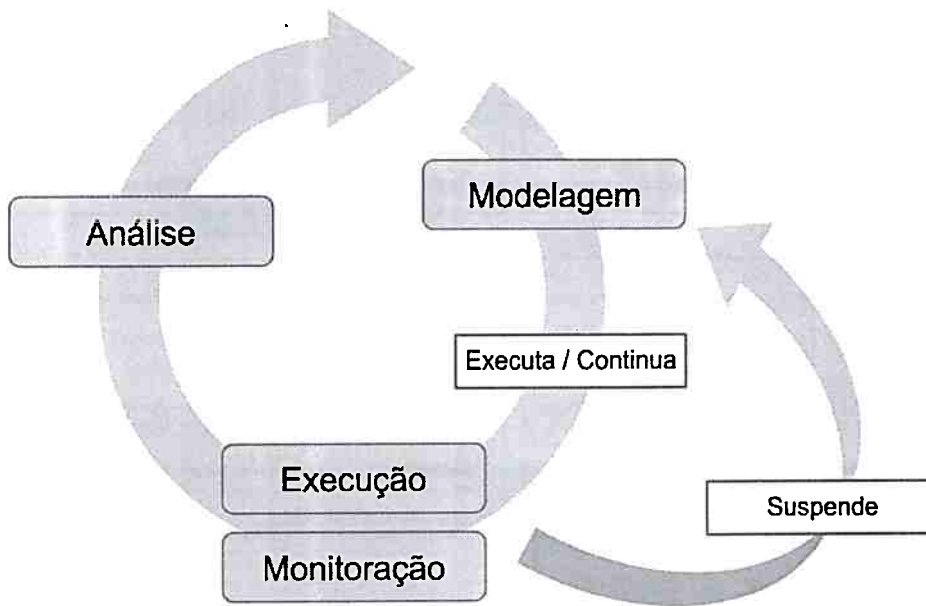 Modelagem
Análise
Executa / Continua
Execução
Suspende
Monitoração